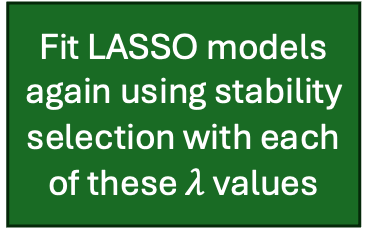 Fit LASSO models
again using stability
selection with each
of these λ values